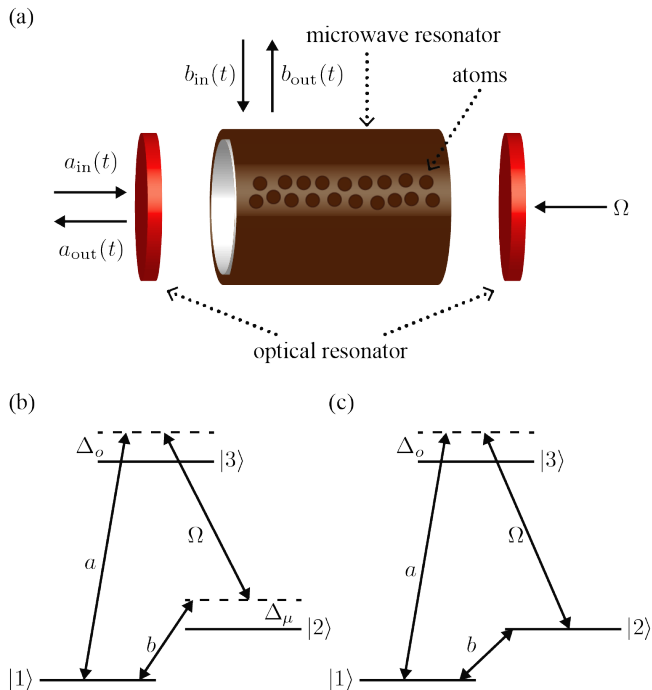 (a)
microwave resonator
b_in(t)
b_out(t)
atoms
a_in(t)
a_out(t)
Ω
optical resonator
(b)
(c)
Δ_o
|3⟩
Ω
a
Δ_μ
|2⟩
b
|1⟩
Δ_o
|3⟩
Ω
a
|2⟩
b
|1⟩